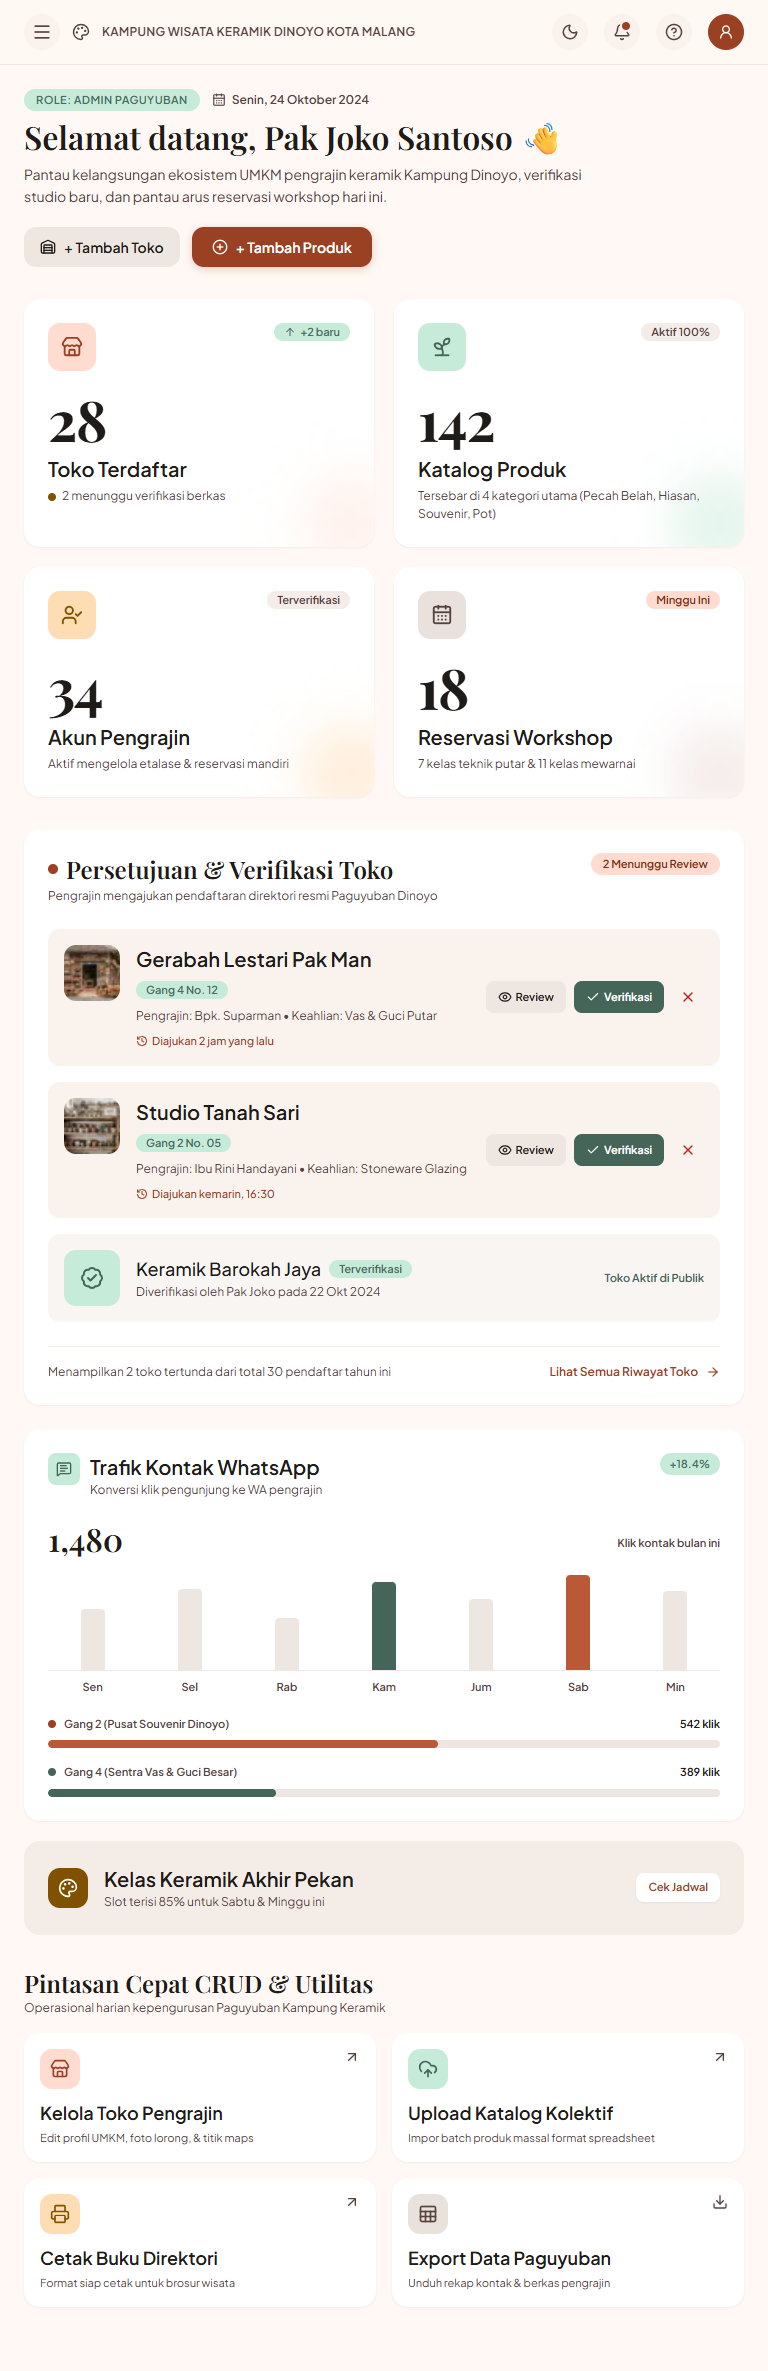 KAMPUNG WISATA KERAMIK DINOYO KOTA MALANG
ROLE: ADMIN PAGUYUBAN
Senin, 24 Oktober 2024
Selamat datang, Pak Joko Santoso 👋
Pantau kelangsungan ekosistem UMKM pengrajin keramik Kampung Dinoyo, verifikasi
studio baru, dan pantau arus reservasi workshop hari ini.
+ Tambah Toko
+ Tambah Produk
+2 baru
28
Toko Terdaftar
2 menunggu verifikasi berkas
Aktif 100%
142
Katalog Produk
Tersebar di 4 kategori utama (Pecah Belah, Hiasan,
Souvenir, Pot)
Terverifikasi
34
Akun Pengrajin
Aktif mengelola etalase & reservasi mandiri
Minggu Ini
18
Reservasi Workshop
7 kelas teknik putar & 11 kelas mewarnai
Persetujuan & Verifikasi Toko
2 Menunggu Review
Pengrajin mengajukan pendaftaran direktori resmi Paguyuban Dinoyo
Gerabah Lestari Pak Man
Gang 4 No. 12
Pengrajin: Bpk. Suparman • Keahlian: Vas & Guci Putar
Diajukan 2 jam yang lalu
Review
Verifikasi
Studio Tanah Sari
Gang 2 No. 05
Pengrajin: Ibu Rini Handayani • Keahlian: Stoneware Glazing
Diajukan kemarin, 16:30
Review
Verifikasi
Keramik Barokah Jaya
Terverifikasi
Diverifikasi oleh Pak Joko pada 22 Okt 2024
Toko Aktif di Publik
Menampilkan 2 toko tertunda dari total 30 pendaftar tahun ini
Lihat Semua Riwayat Toko
Trafik Kontak WhatsApp
+18.4%
Konversi klik pengunjung ke WA pengrajin
1,480
Klik kontak bulan ini
Sen Sel Rab Kam Jum Sab Min
Gang 2 (Pusat Souvenir Dinoyo)
542 klik
Gang 4 (Sentra Vas & Guci Besar)
389 klik
Kelas Keramik Akhir Pekan
Slot terisi 85% untuk Sabtu & Minggu ini
Cek Jadwal
Pintasan Cepat CRUD & Utilitas
Operasional harian kepengurusan Paguyuban Kampung Keramik
Kelola Toko Pengrajin
Edit profil UMKM, foto lorong, & titik maps
Upload Katalog Kolektif
Impor batch produk massal format spreadsheet
Cetak Buku Direktori
Format siap cetak untuk brosur wisata
Export Data Paguyuban
Unduh rekap kontak & berkas pengrajin